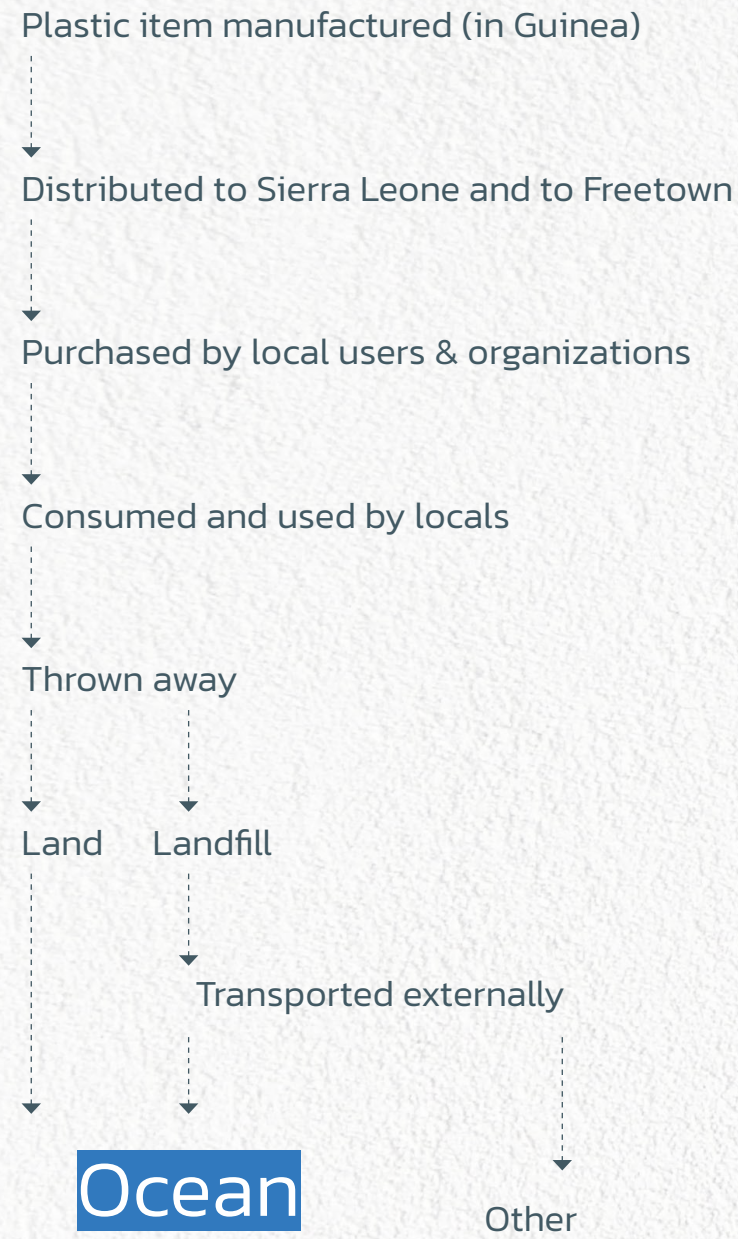 Plastic item manufactured (in Guinea)
Distributed to Sierra Leone and to Freetown
Purchased by local users & organizations
Consumed and used by locals
Thrown away
Land Landfill
Transported externally
Ocean
Other